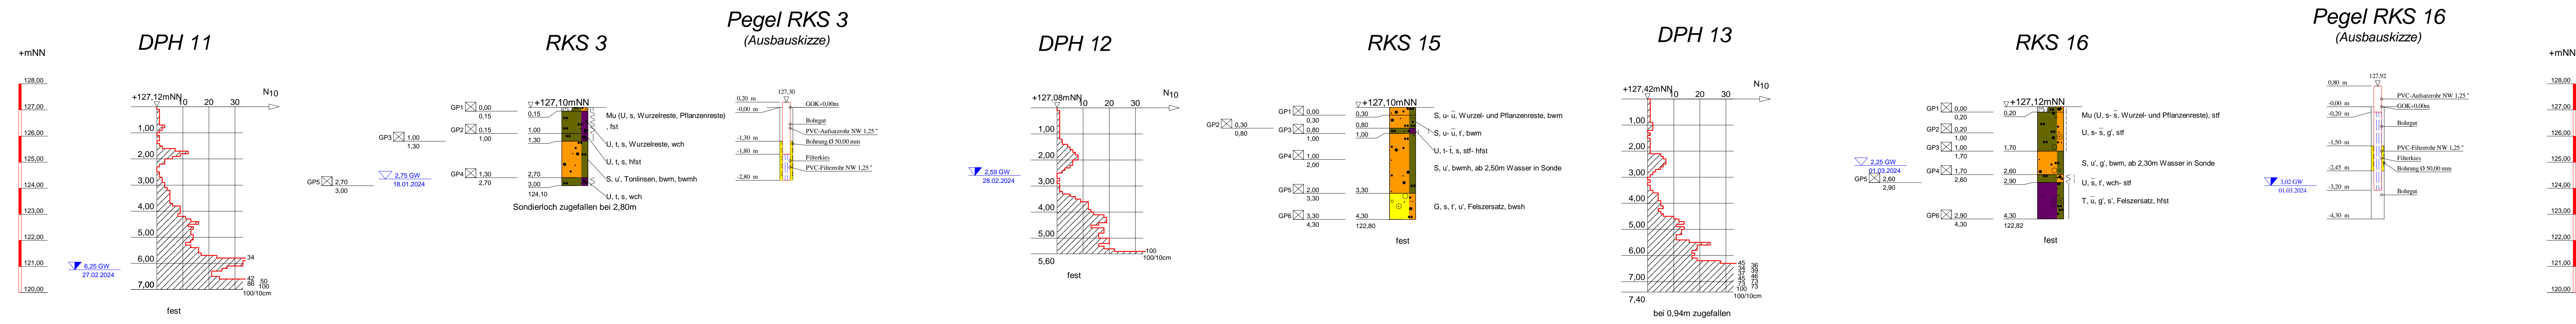 +mNN
128,00
127,00
126,00
125,00
124,00
123,00
122,00
121,00
120,00
DPH 11
+127,12mNN
10 20 30
N10
1,00
2,00
3,00
4,00
5,00
6,00
7,00
34
42 50
86 100
100/10cm
6,25 GW
27.02.2024
fest
RKS 3
+127,10mNN
GP1 0,00
0,15
GP2 0,15
1,00
GP3 1,00
1,30
GP4 1,30
2,70
GP5 2,70
3,00
2,75 GW
18.01.2024
0,15
1,00
1,30
2,70
3,00
124,10
Mu (U, s, Wurzelreste, Pflanzenreste)
, fst
U, t, s, Wurzelreste, wch
U, t, s, hfst
S, u', Tonlinsen, bwm, bwmh
U, t, s, wch
Sondierloch zugefallen bei 2,80m
Pegel RKS 3
(Ausbauskizze)
127,30
0,20 m
-0,00 m
-1,30 m
-1,80 m
-2,80 m
GOK=0,00m
Bohrgut
PVC-Aufsatzrohr NW 1,25 "
Bohrung Ø 50,00 mm
Filterkies
PVC-Filterrohr NW 1,25 "
DPH 12
+127,08mNN
10 20 30
N10
1,00
2,00
3,00
4,00
5,00
5,60
100
100/10cm
2,59 GW
28.02.2024
fest
RKS 15
+127,10mNN
GP1 0,00
0,30
GP2 0,30
0,80
GP3 0,80
1,00
GP4 1,00
2,00
GP5 2,00
3,30
GP6 3,30
4,30
0,30
0,80
1,00
3,30
4,30
122,80
S, u- ū, Wurzel- und Pflanzenreste, bwm
S, u- ū, t', bwm
U, t- t̄, s, stf- hfst
S, u', bwmh, ab 2,50m Wasser in Sonde
G, s, t', u', Felszersatz, bwsh
fest
DPH 13
+127,42mNN
10 20 30
N10
1,00
2,00
3,00
4,00
5,00
6,00
7,00
7,40
45 36
34 39
37 46
45 73
73 73
100
100/10cm
bei 0,94m zugefallen
RKS 16
+127,12mNN
GP1 0,00
0,20
GP2 0,20
1,00
GP3 1,00
1,70
GP4 1,70
2,60
GP5 2,60
2,90
GP6 2,90
4,30
2,25 GW
01.03.2024
0,20
1,70
2,60
2,90
4,30
122,82
Mu (U, s- s̄, Wurzel- und Pflanzenreste), stf
U, s- s̄, g', stf
S, u', g', bwm, ab 2.30m Wasser in Sonde
U, s̄, t', wch- stf
T, ū, g', s', Felszersatz, hfst
fest
Pegel RKS 16
(Ausbauskizze)
127,92
0,80 m
-0,00 m
-0,20 m
-1,50 m
-2,45 m
-3,20 m
-4,30 m
PVC-Aufsatzrohr NW 1,25 "
GOK=0,00m
Bohrgut
PVC-Filterrohr NW 1,25 "
Filterkies
Bohrung Ø 50,00 mm
Bohrgut
3,02 GW
01.03.2024
+mNN
128,00
127,00
126,00
125,00
124,00
123,00
122,00
121,00
120,00